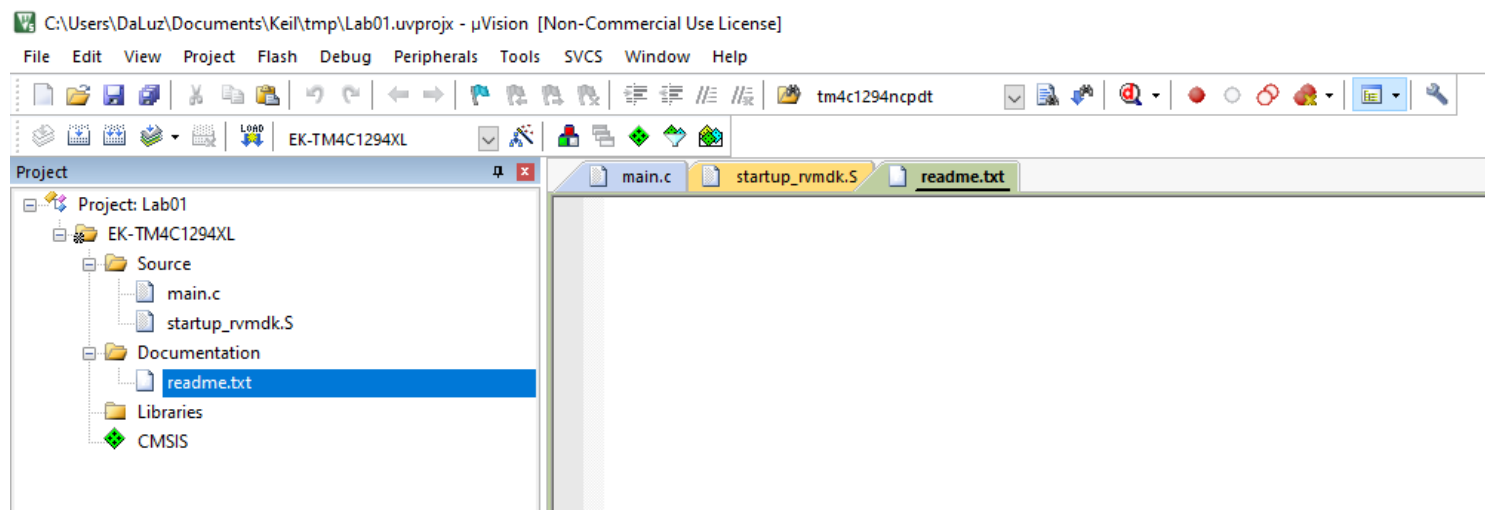 C:\Users\DaLuz\Documents\Keil\tmp\Lab01.uvprojx - µVision [Non-Commercial Use License]
File Edit View Project Flash Debug Peripherals Tools SVCS Window Help
tm4c1294ncpdt
LOAD EK-TM4C1294XL
Project
main.c startup_rvmdk.S readme.txt
Project: Lab01
EK-TM4C1294XL
Source
main.c
startup_rvmdk.S
Documentation
readme.txt
Libraries
CMSIS